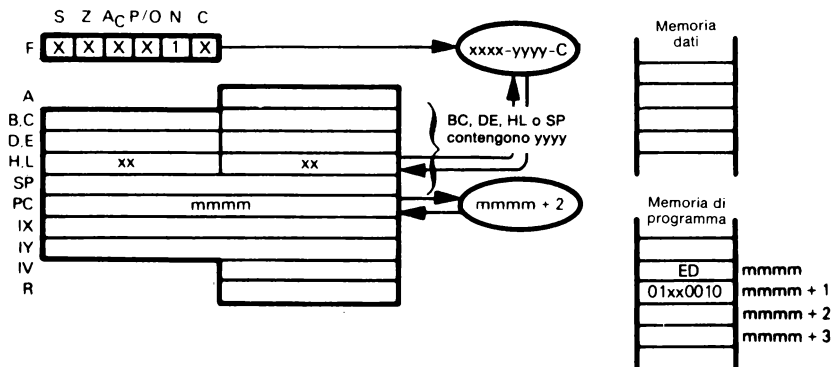 S Z AC P/O N C
F X X X X 1 X
xxxx-yyyy-C
A
B,C
D,E
H,L xx xx
SP
PC mmmm
IX
IY
IV
R
BC, DE, HL o SP
contengono yyyy
mmmm + 2
Memoria
dati
Memoria di
programma
ED mmmm
01xx0010 mmmm + 1
mmmm + 2
mmmm + 3